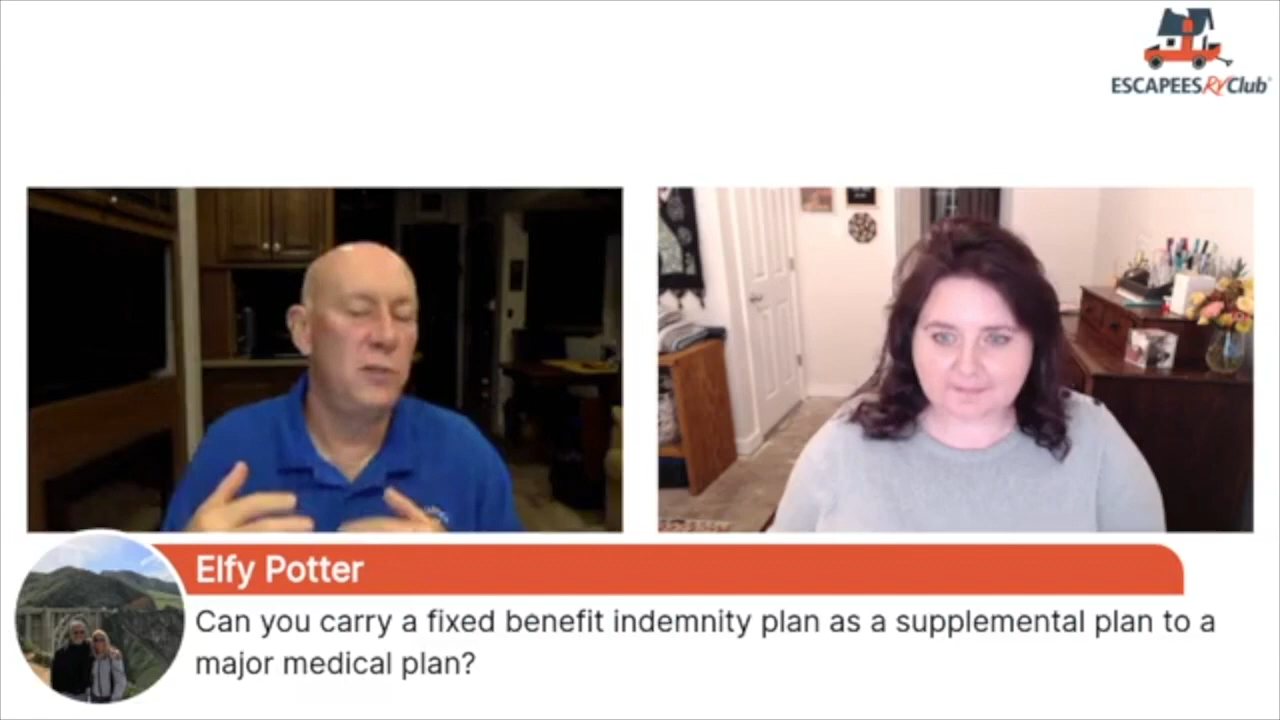 ESCAPEES RV Club
Elfy Potter
Can you carry a fixed benefit indemnity plan as a supplemental plan to a
major medical plan?